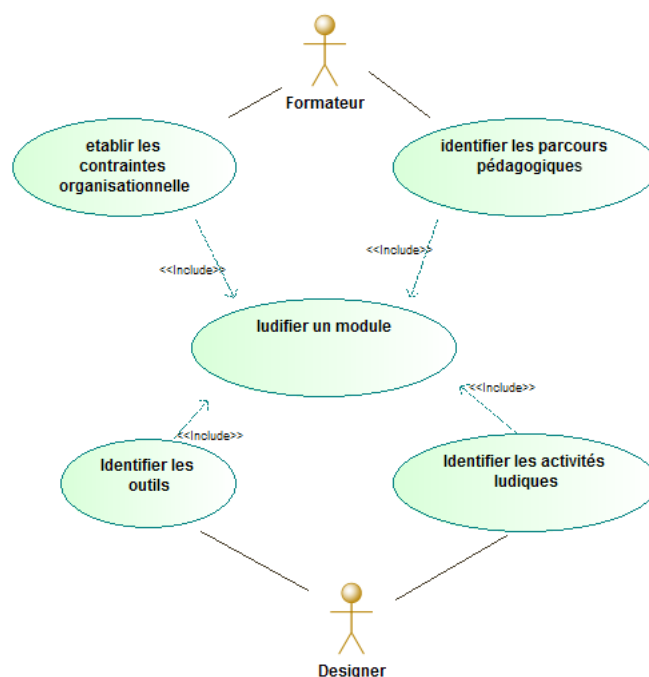 Formateur
etablir les
contraintes
organisationnelle
identifier les parcours
pédagogiques
<<Include>>
<<Include>>
ludifier un module
<<Include>>
<<Include>>
Identifier les
outils
Identifier les activités
ludiques
Designer